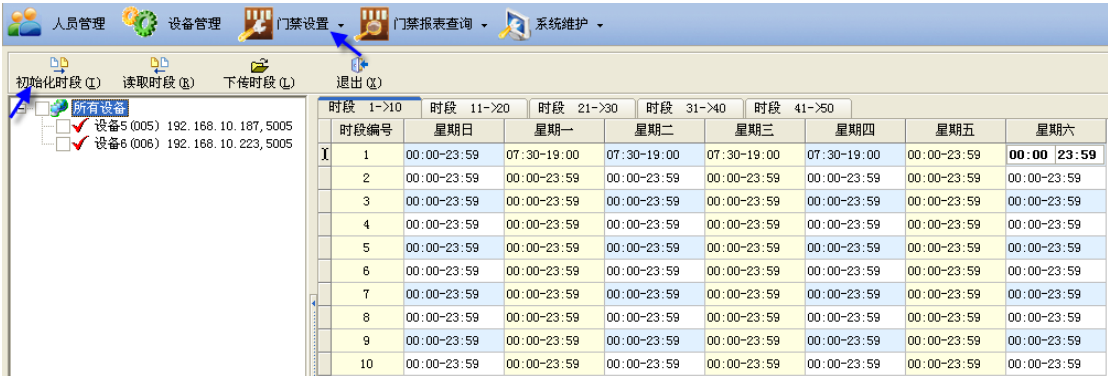 人员管理 设备管理 门禁设置 门禁报表查询 系统维护
初始化时段(I) 读取时段(R) 下传时段(L) 退出(X)
所有设备
设备5(005) 192.168.10.187,5005
设备6(006) 192.168.10.223,5005
时段 1->10 时段 11->20 时段 21->30 时段 31->40 时段 41->50
时段编号 星期日 星期一 星期二 星期三 星期四 星期五 星期六
1 00:00-23:59 07:30-19:00 07:30-19:00 07:30-19:00 07:30-19:00 00:00-23:59 00:00 23:59
2 00:00-23:59 00:00-23:59 00:00-23:59 00:00-23:59 00:00-23:59 00:00-23:59 00:00-23:59
3 00:00-23:59 00:00-23:59 00:00-23:59 00:00-23:59 00:00-23:59 00:00-23:59 00:00-23:59
4 00:00-23:59 00:00-23:59 00:00-23:59 00:00-23:59 00:00-23:59 00:00-23:59 00:00-23:59
5 00:00-23:59 00:00-23:59 00:00-23:59 00:00-23:59 00:00-23:59 00:00-23:59 00:00-23:59
6 00:00-23:59 00:00-23:59 00:00-23:59 00:00-23:59 00:00-23:59 00:00-23:59 00:00-23:59
7 00:00-23:59 00:00-23:59 00:00-23:59 00:00-23:59 00:00-23:59 00:00-23:59 00:00-23:59
8 00:00-23:59 00:00-23:59 00:00-23:59 00:00-23:59 00:00-23:59 00:00-23:59 00:00-23:59
9 00:00-23:59 00:00-23:59 00:00-23:59 00:00-23:59 00:00-23:59 00:00-23:59 00:00-23:59
10 00:00-23:59 00:00-23:59 00:00-23:59 00:00-23:59 00:00-23:59 00:00-23:59 00:00-23:59